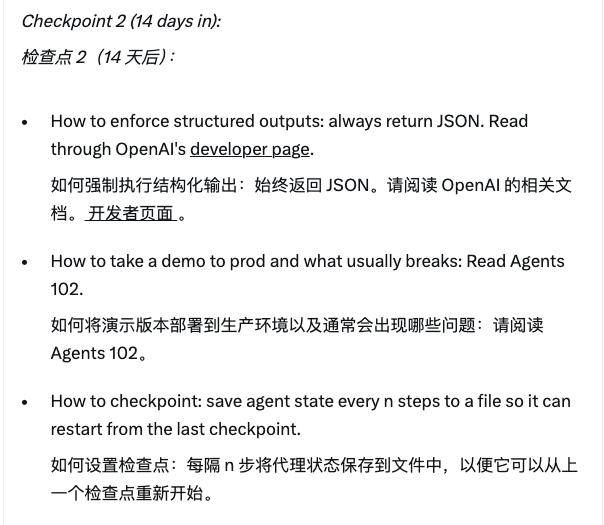 Checkpoint 2 (14 days in):
检查点 2（14 天后）：
• How to enforce structured outputs: always return JSON. Read
through OpenAI's developer page.
如何强制执行结构化输出：始终返回 JSON。请阅读 OpenAI 的相关文
档。 开发者页面 。
• How to take a demo to prod and what usually breaks: Read Agents
102.
如何将演示版本部署到生产环境以及通常会出现哪些问题：请阅读
Agents 102。
• How to checkpoint: save agent state every n steps to a file so it can
restart from the last checkpoint.
如何设置检查点：每隔 n 步将代理状态保存到文件中，以便它可以从上
一个检查点重新开始。